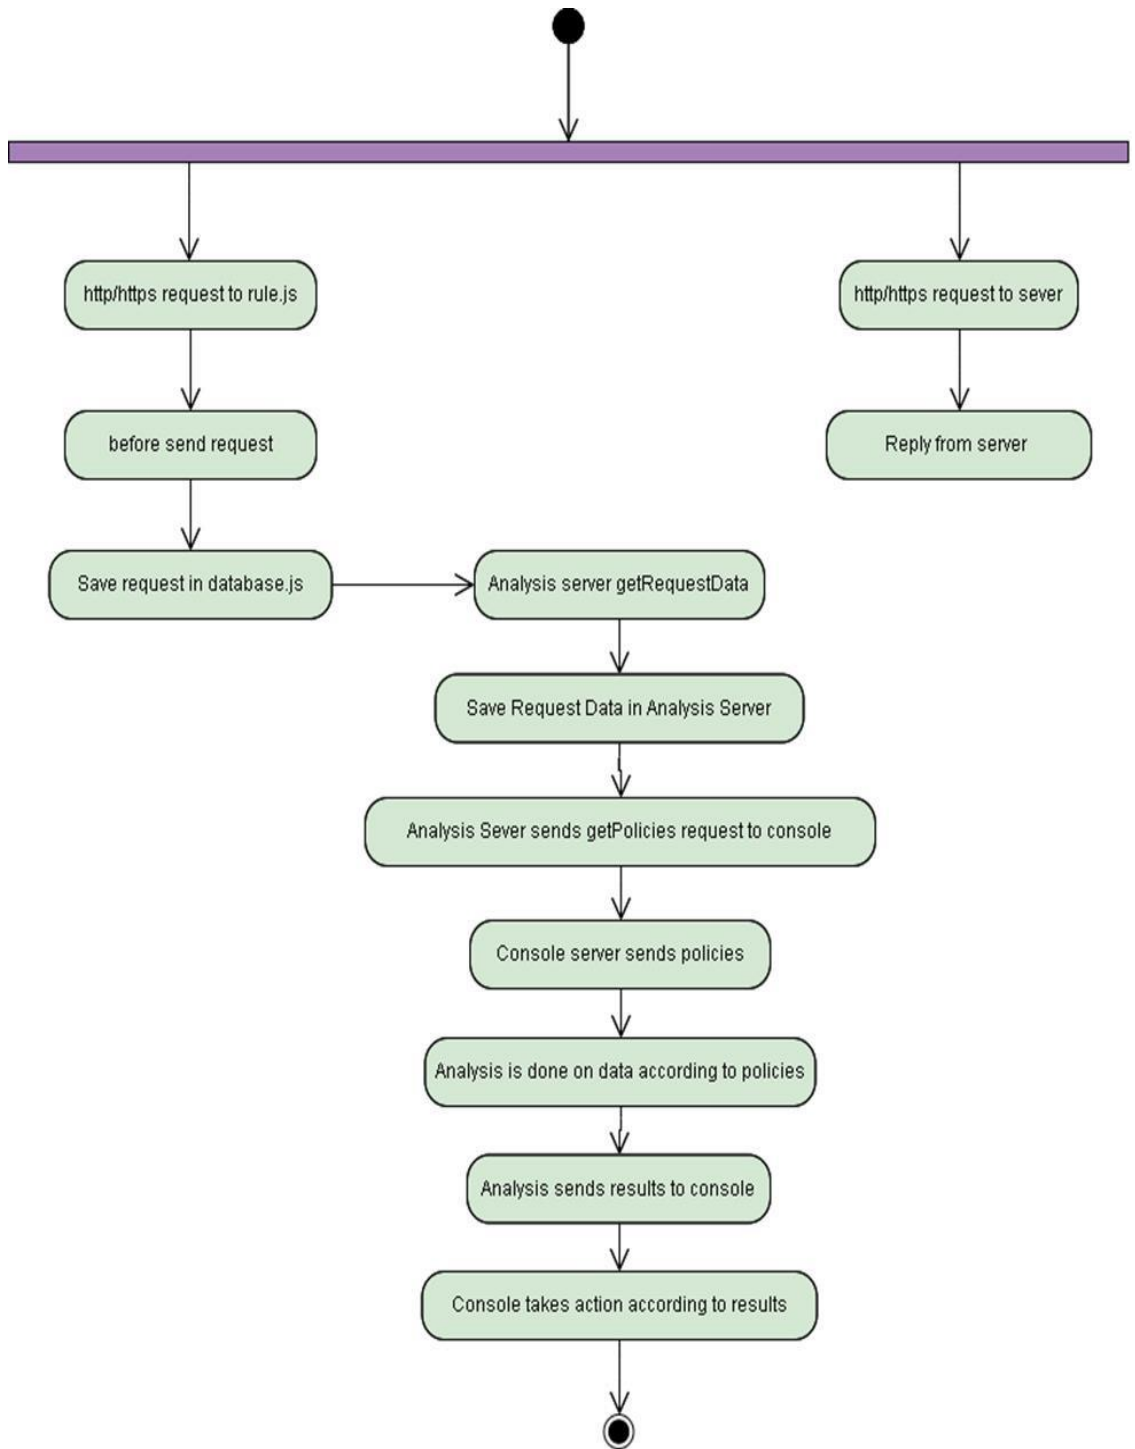 http/https request to rule.js
http/https request to sever
before send request
Reply from server
Save request in database.js
Analysis server getRequestData
Save Request Data in Analysis Server
Analysis Sever sends getPolicies request to console
Console server sends policies
Analysis is done on data according to policies
Analysis sends results to console
Console takes action according to results